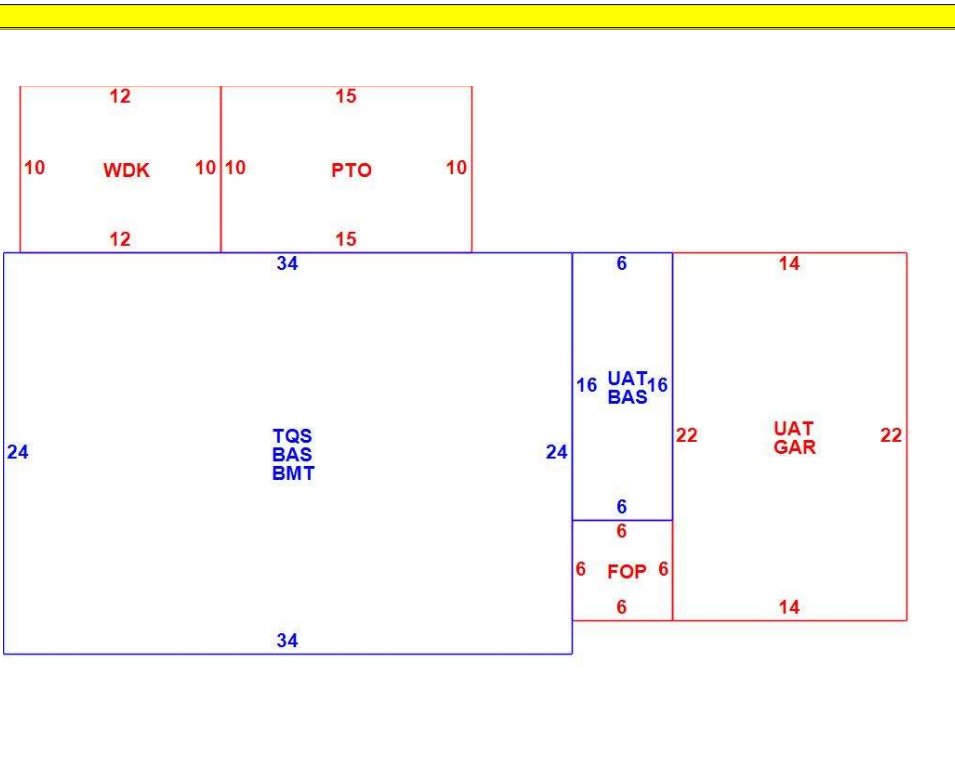 12 15
10 WDK 10 10 PTO 10
12 15
34 6 14
16 UAT 16
BAS
24 TQS 24
BAS
BMT
22 UAT 22
GAR
6
6
6 FOP 6
6 14
34